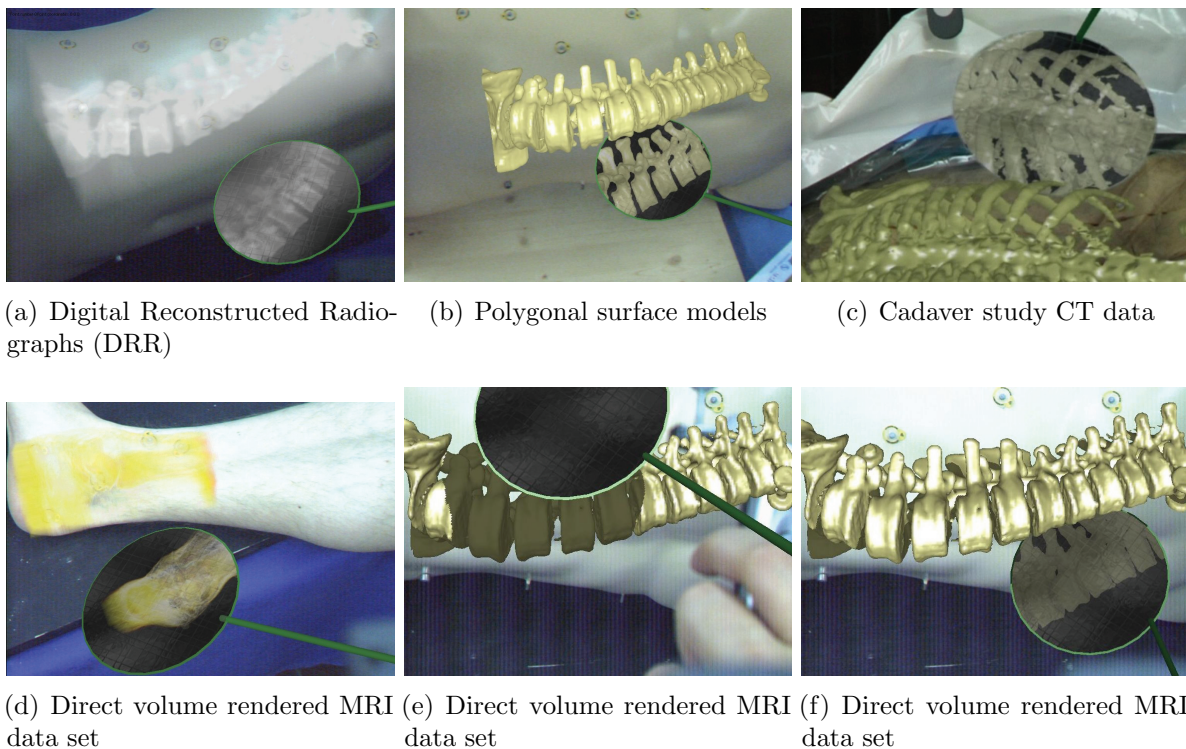 (a) Digital Reconstructed Radio-
graphs (DRR)
(b) Polygonal surface models
(c) Cadaver study CT data
(d) Direct volume rendered MRI
data set
(e) Direct volume rendered MRI
data set
(f) Direct volume rendered MRI
data set